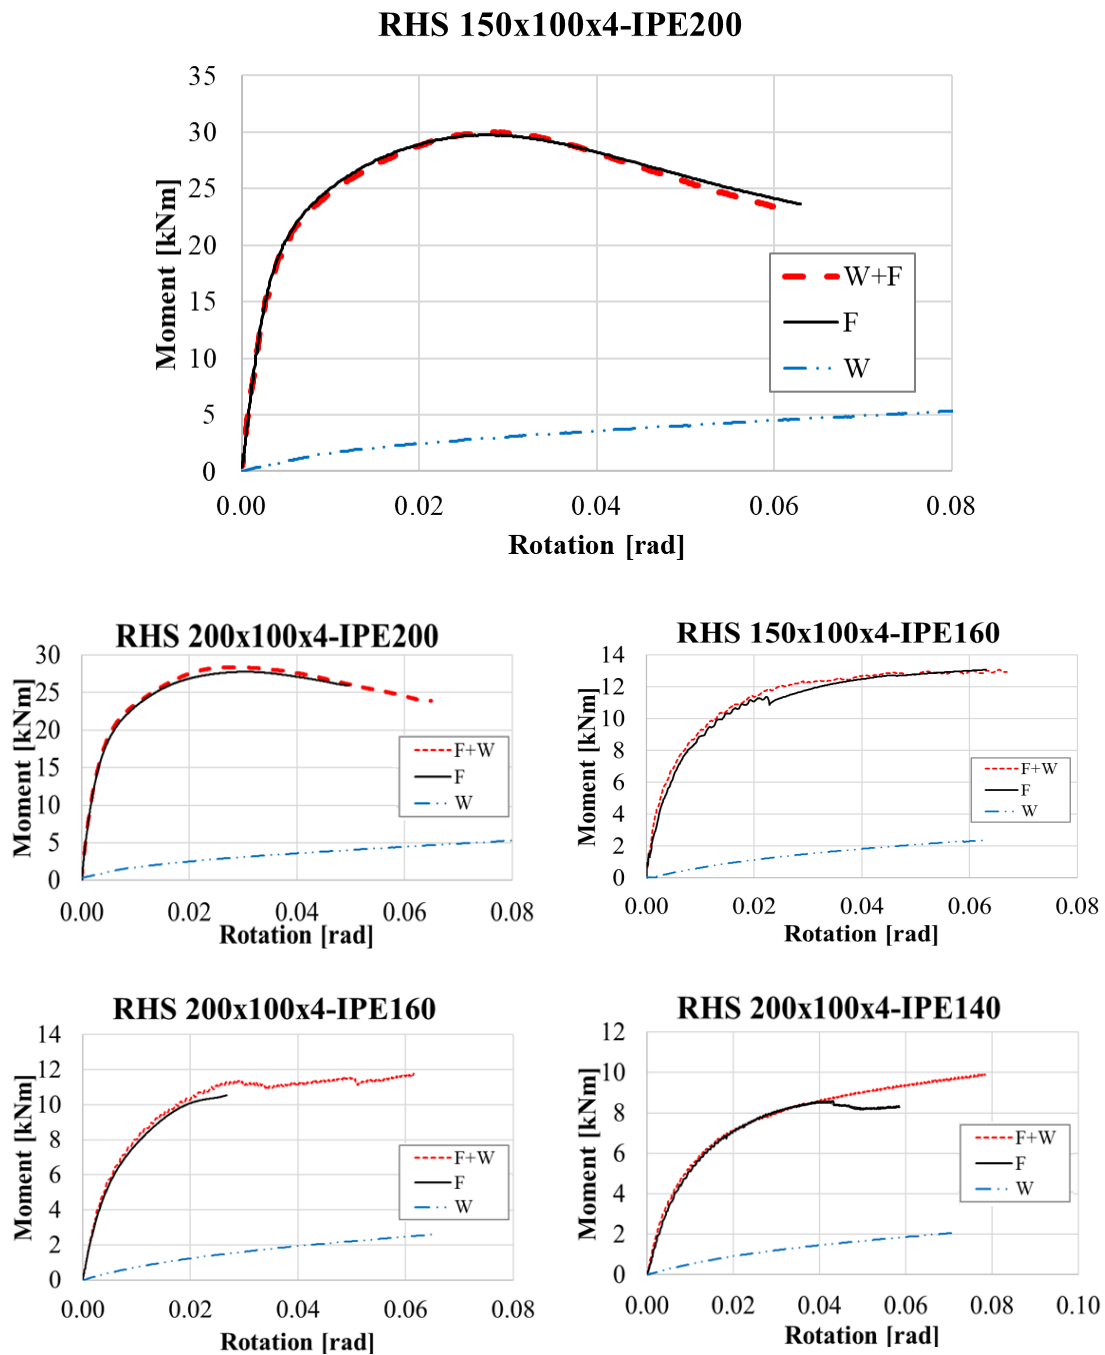 RHS 150x100x4-IPE200
35
30
25
20
15
10
5
0
Moment [kNm]
W+F
F
W
0.00 0.02 0.04 0.06 0.08
Rotation [rad]
RHS 200x100x4-IPE200
30
25
20
15
10
5
0
Moment [kNm]
F+W
F
W
0.00 0.02 0.04 0.06 0.08
Rotation [rad]
RHS 150x100x4-IPE160
14
12
10
8
6
4
2
0
Moment [kNm]
F+W
F
W
0.00 0.02 0.04 0.06 0.08
Rotation [rad]
RHS 200x100x4-IPE160
14
12
10
8
6
4
2
0
Moment [kNm]
F+W
F
W
0.00 0.02 0.04 0.06 0.08
Rotation [rad]
RHS 200x100x4-IPE140
12
10
8
6
4
2
0
Moment [kNm]
F+W
F
W
0.00 0.02 0.04 0.06 0.08 0.10
Rotation [rad]